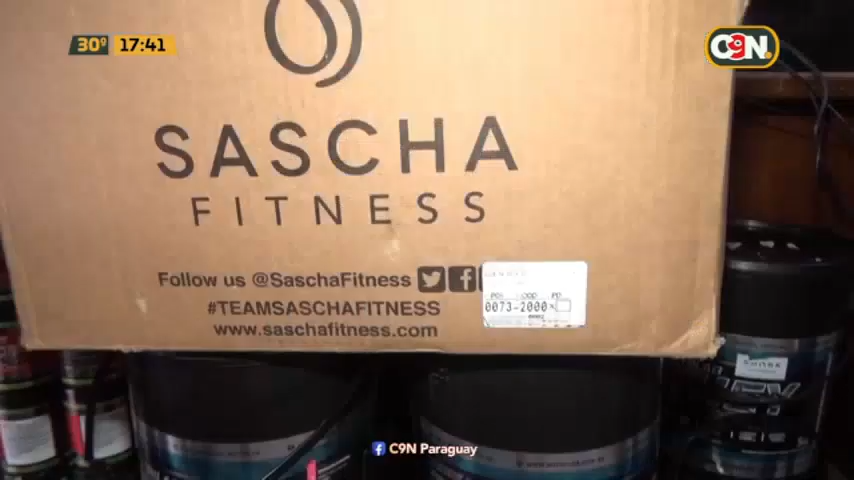 30º 17:41
C9N.
SASCHA
FITNESS
Follow us @SaschaFitness
#TEAMSASCHAFITNESS
www.saschafitness.com
0073-2000
C9N Paraguay